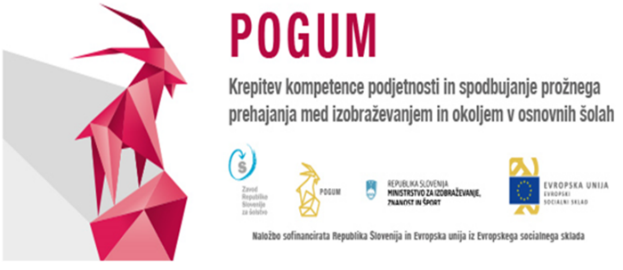 POGUM
Krepitev kompetence podjetnosti in spodbujanje prožnega
prehajanja med izobraževanjem in okoljem v osnovnih šolah
Š
Zavod
Republike
Slovenije
za šolstvo
POGUM
REPUBLIKA SLOVENIJA
MINISTRSTVO ZA IZOBRAŽEVANJE,
ZNANOST IN ŠPORT
EVROPSKA UNIJA
EVROPSKI
SOCIALNI SKLAD
Naložbo sofinancirata Republika Slovenija in Evropska unija iz Evropskega socialnega sklada